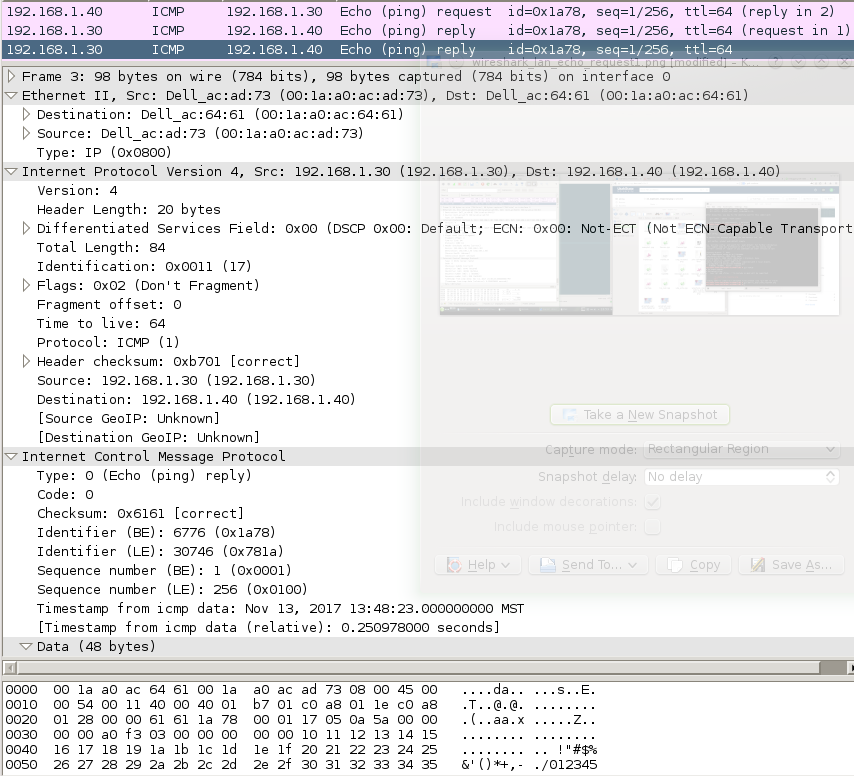 192.168.1.40 ICMP 192.168.1.30 Echo (ping) request id=0x1a78, seq=1/256, ttl=64 (reply in 2)
192.168.1.30 ICMP 192.168.1.40 Echo (ping) reply id=0x1a78, seq=1/256, ttl=64 (request in 1)
192.168.1.30 ICMP 192.168.1.40 Echo (ping) reply id=0x1a78, seq=1/256, ttl=64
wireshark_lan_echo_request1.png [modified] – K...
Frame 3: 98 bytes on wire (784 bits), 98 bytes captured (784 bits) on interface 0
Ethernet II, Src: Dell_ac:ad:73 (00:1a:a0:ac:ad:73), Dst: Dell_ac:64:61 (00:1a:a0:ac:64:61)
Destination: Dell_ac:64:61 (00:1a:a0:ac:64:61)
Source: Dell_ac:ad:73 (00:1a:a0:ac:ad:73)
Type: IP (0x0800)
Internet Protocol Version 4, Src: 192.168.1.30 (192.168.1.30), Dst: 192.168.1.40 (192.168.1.40)
Version: 4
Header Length: 20 bytes
Differentiated Services Field: 0x00 (DSCP 0x00: Default; ECN: 0x00: Not-ECT (Not ECN-Capable Transport
Total Length: 84
Identification: 0x0011 (17)
Flags: 0x02 (Don't Fragment)
Fragment offset: 0
Time to live: 64
Protocol: ICMP (1)
Header checksum: 0xb701 [correct]
Source: 192.168.1.30 (192.168.1.30)
Destination: 192.168.1.40 (192.168.1.40)
[Source GeoIP: Unknown]
Take a New Snapshot
[Destination GeoIP: Unknown]
Capture mode: Rectangular Region
Internet Control Message Protocol
Type: 0 (Echo (ping) reply)
Snapshot delay: No delay
Code: 0
Include window decorations:
Checksum: 0x6161 [correct]
Include mouse pointer:
Identifier (BE): 6776 (0x1a78)
Identifier (LE): 30746 (0x781a)
Help Send To... Copy Save As...
Sequence number (BE): 1 (0x0001)
Sequence number (LE): 256 (0x0100)
Timestamp from icmp data: Nov 13, 2017 13:48:23.000000000 MST
[Timestamp from icmp data (relative): 0.250978000 seconds]
Data (48 bytes)
0000 00 1a a0 ac 64 61 00 1a a0 ac ad 73 08 00 45 00 ....da.. ...s..E.
0010 00 54 00 11 40 00 40 01 b7 01 c0 a8 01 1e c0 a8 .T..@.@. ........
0020 01 28 00 00 61 61 1a 78 00 01 17 05 0a 5a 00 00 .(..aa.x .....Z..
0030 00 00 a0 f3 03 00 00 00 00 00 10 11 12 13 14 15 ........ ........
0040 16 17 18 19 1a 1b 1c 1d 1e 1f 20 21 22 23 24 25 ........ .. !"#$%
0050 26 27 28 29 2a 2b 2c 2d 2e 2f 30 31 32 33 34 35 &'()*+,- ./012345